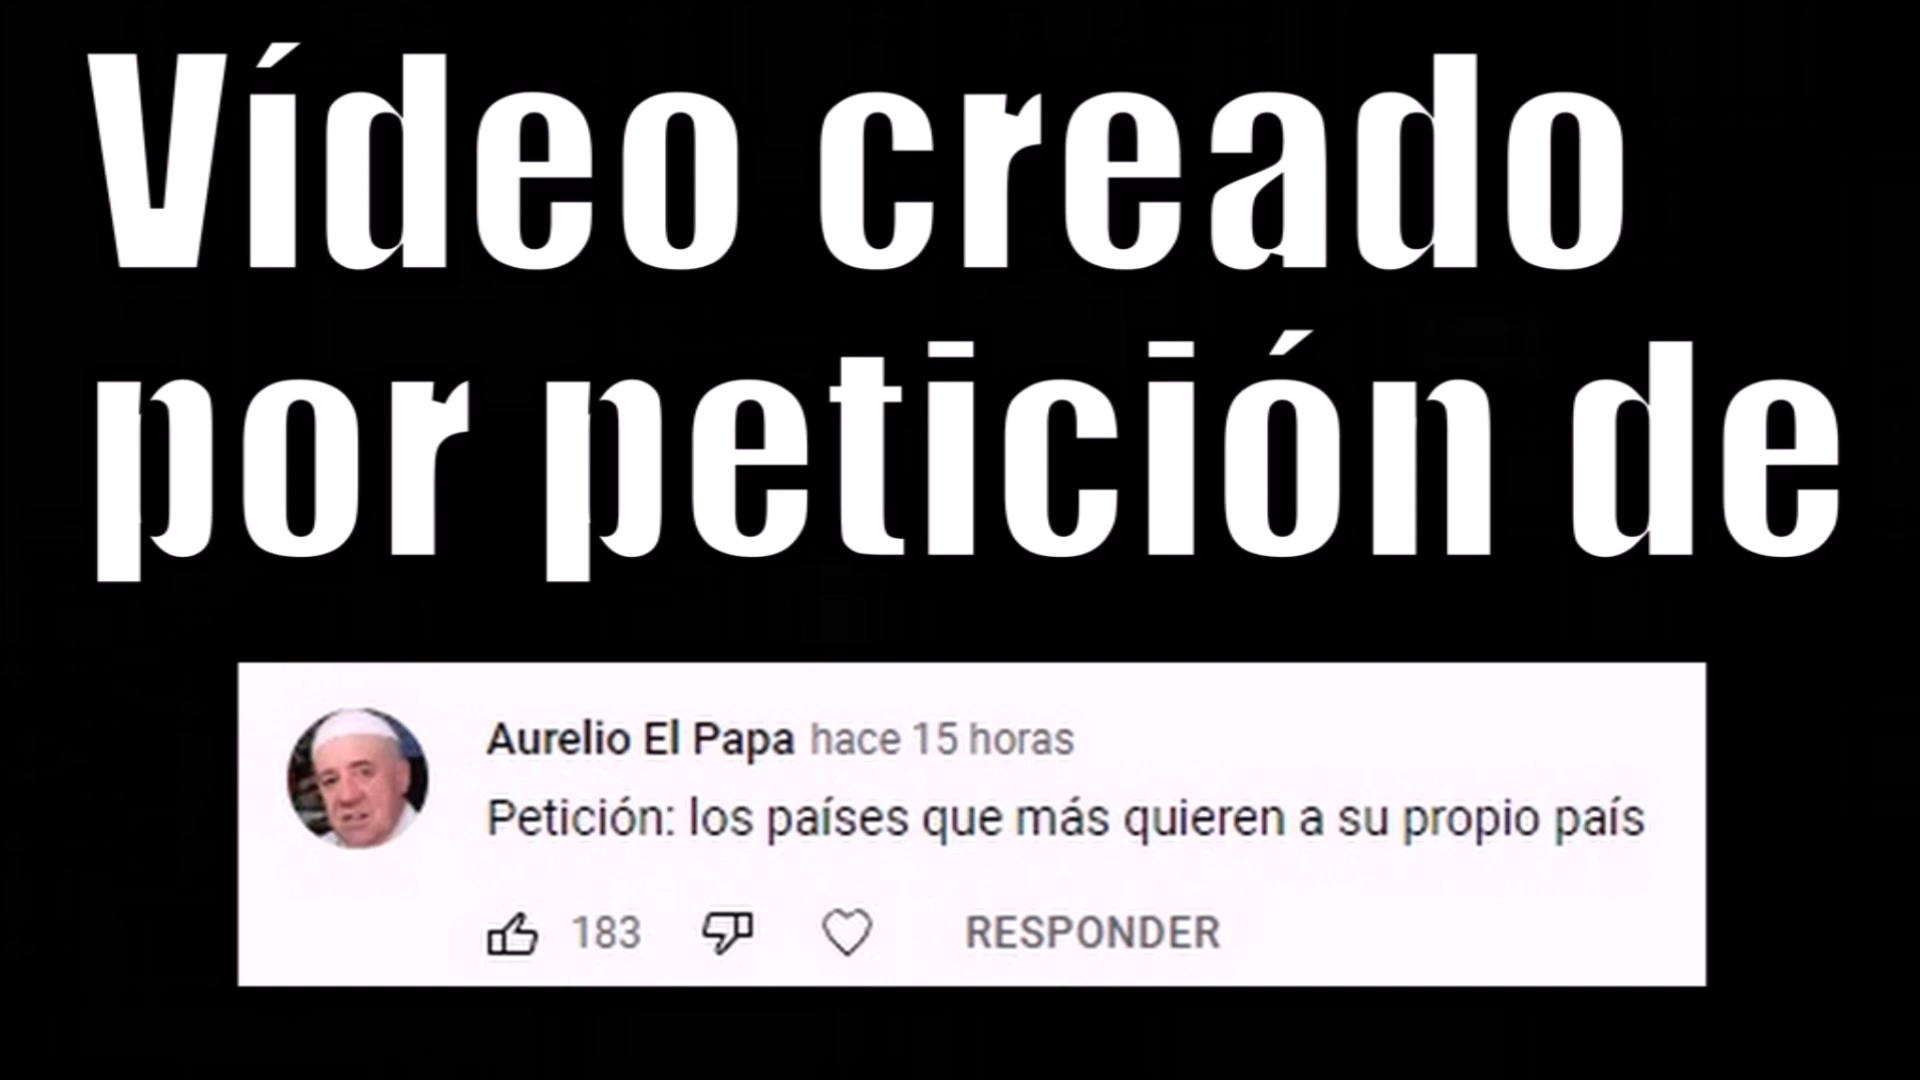 Vídeo creado
por petición de
Aurelio El Papa hace 15 horas
Petición: los países que más quieren a su propio país
183 RESPONDER